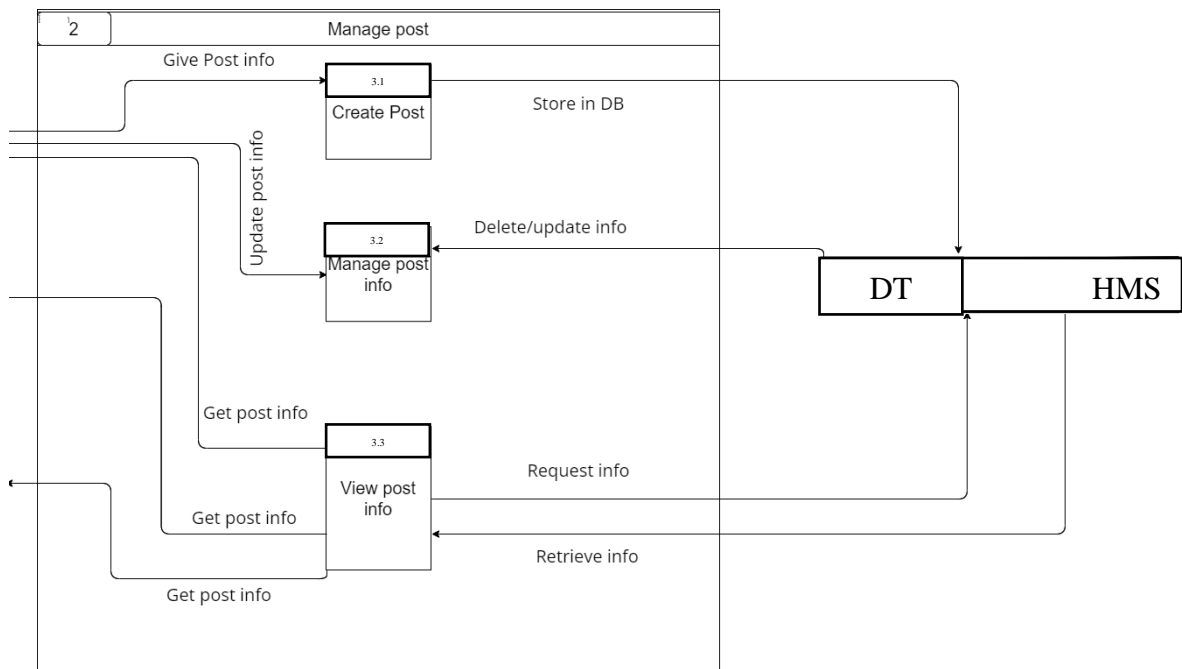 2
Manage post
Give Post info
3.1
Create Post
Store in DB
Update post info
3.2
Manage post
info
Delete/update info
DT
HMS
Get post info
3.3
View post
info
Request info
Get post info
Retrieve info
Get post info